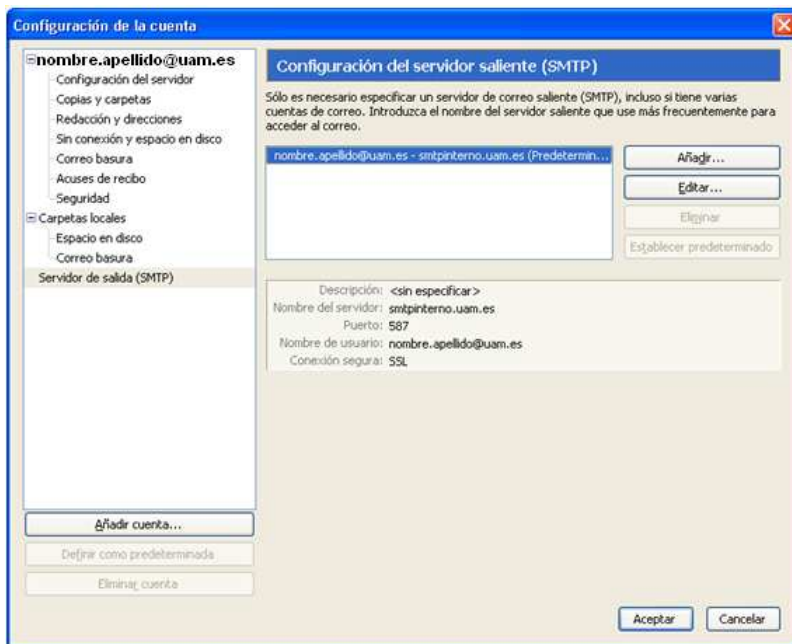 Configuración de la cuenta
nombre.apellido@uam.es
Configuración del servidor
Copias y carpetas
Redacción y direcciones
Sin conexión y espacio en disco
Correo basura
Acuses de recibo
Seguridad
Carpetas locales
Espacio en disco
Correo basura
Servidor de salida (SMTP)
Añadir cuenta...
Definir como predeterminada
Eliminar cuenta
Configuración del servidor saliente (SMTP)
Sólo es necesario especificar un servidor de correo saliente (SMTP), incluso si tiene varias
cuentas de correo. Introduzca el nombre del servidor saliente que use más frecuentemente para
acceder al correo.
nombre.apellido@uam.es - smtpinterno.uam.es (Predetermin...
Añadir...
Editar...
Eliminar
Establecer predeterminado
Descripción: <sin especificar>
Nombre del servidor: smtpinterno.uam.es
Puerto: 587
Nombre de usuario: nombre.apellido@uam.es
Conexión segura: SSL
Aceptar
Cancelar